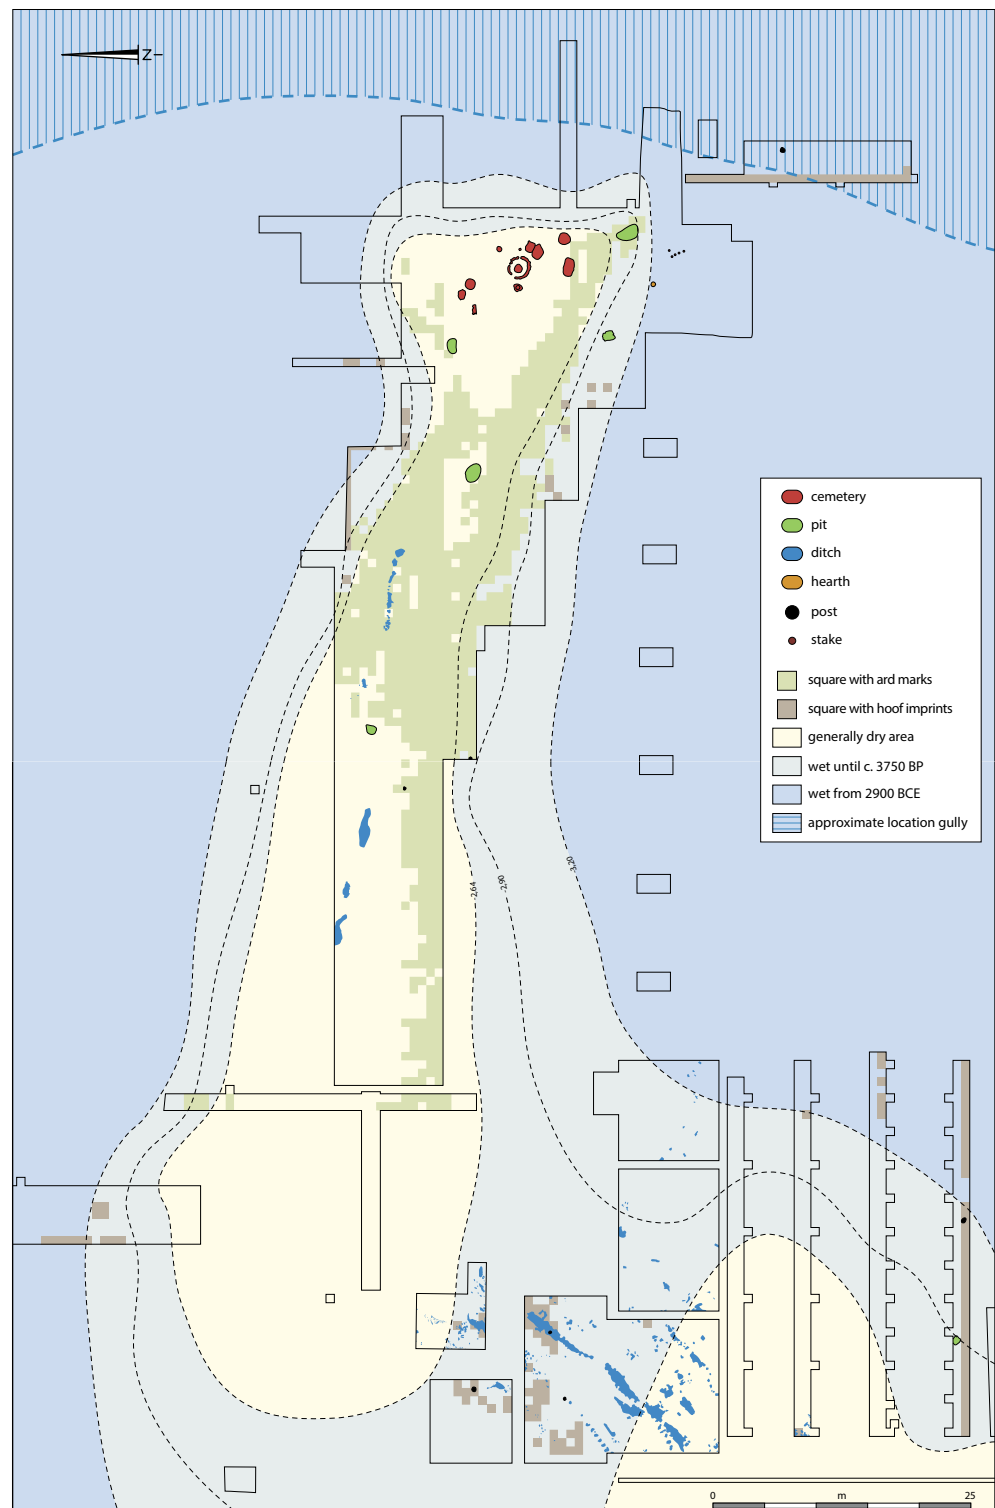 N
cemetery
pit
ditch
hearth
post
stake
square with ard marks
square with hoof imprints
generally dry area
wet until c. 3750 BP
wet from 2900 BCE
approximate location gully
-2,64
-2,90
-3,20
0 m 25